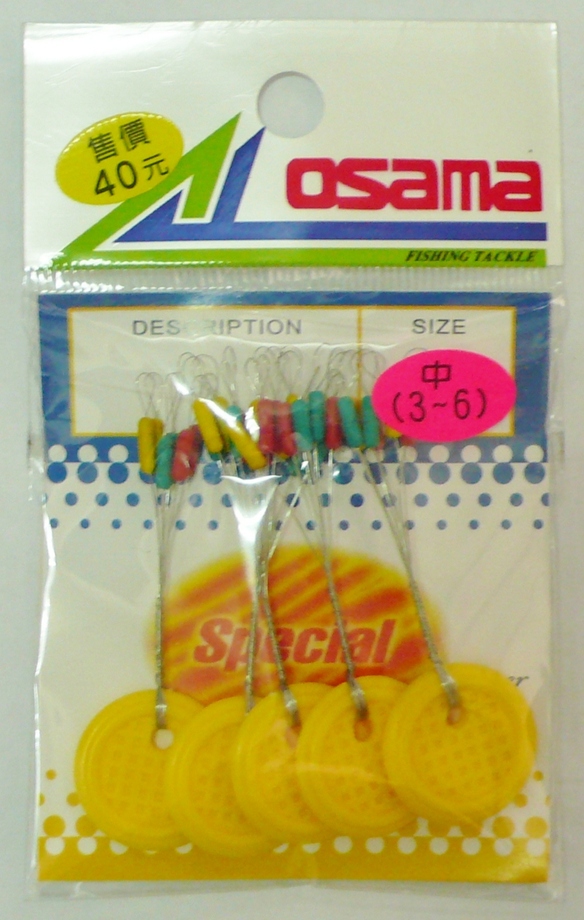 售價
40元
osama
FISHING TACKLE
DESCRIPTION
SIZE
中
(3~6)
Special